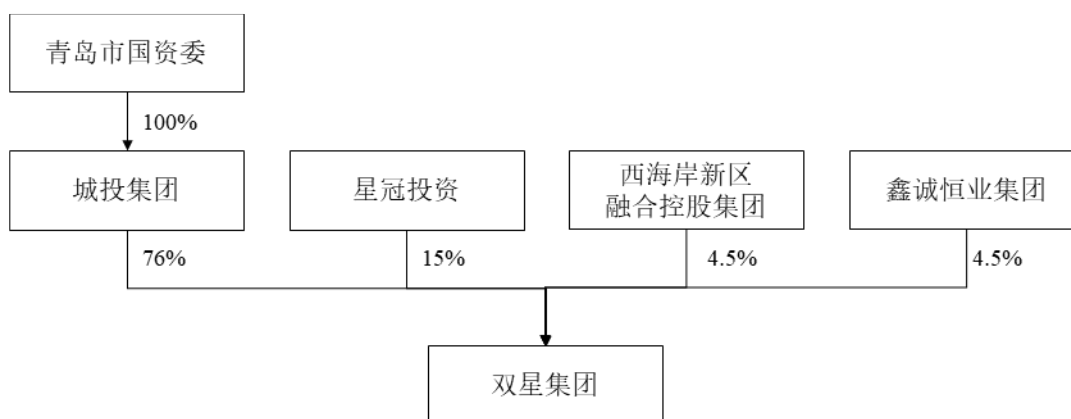 青岛市国资委
100%
城投集团
星冠投资
西海岸新区
融合控股集团
鑫诚恒业集团
76%
15%
4.5%
4.5%
双星集团